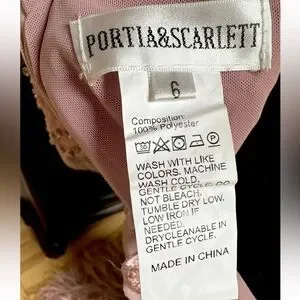 PORTIA&SCARLETT
6
Composition:
100% Polyester
WASH WITH LIKE
COLORS. MACHINE
WASH COLD.
GENTLE CYCLE. DO
NOT BLEACH.
TUMBLE DRY LOW.
LOW IRON IF
NEEDED.
DRYCLEANABLE IN
GENTLE CYCLE.
MADE IN CHINA